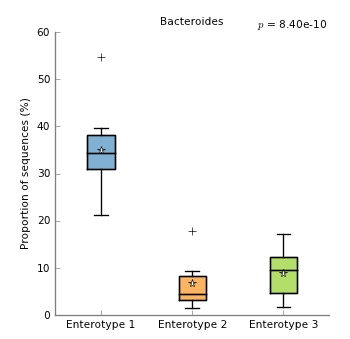 Bacteroides
p = 8.40e-10
Proportion of sequences (%)
60
50
40
30
20
10
0
Enterotype 1 Enterotype 2 Enterotype 3